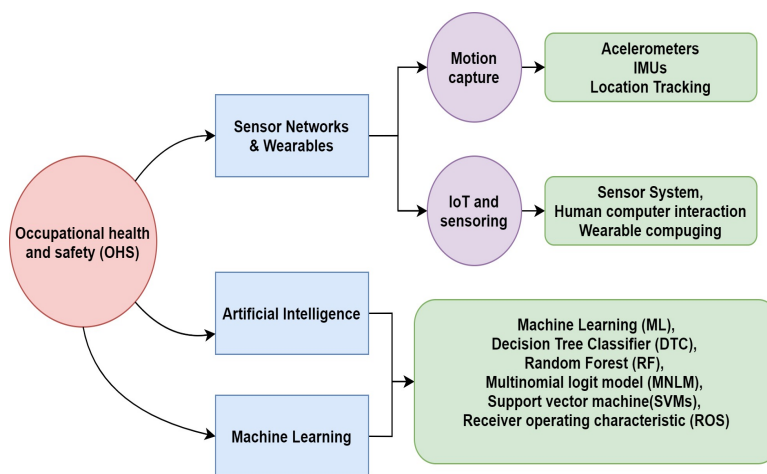 Occupational health
and safety (OHS)
Sensor Networks
& Wearables
Motion
capture
Acelerometers
IMUs
Location Tracking
IoT and
sensoring
Sensor System,
Human computer interaction
Wearable compuging
Artificial Intelligence
Machine Learning
Machine Learning (ML),
Decision Tree Classifier (DTC),
Random Forest (RF),
Multinomial logit model (MNLM),
Support vector machine(SVMs),
Receiver operating characteristic (ROS)